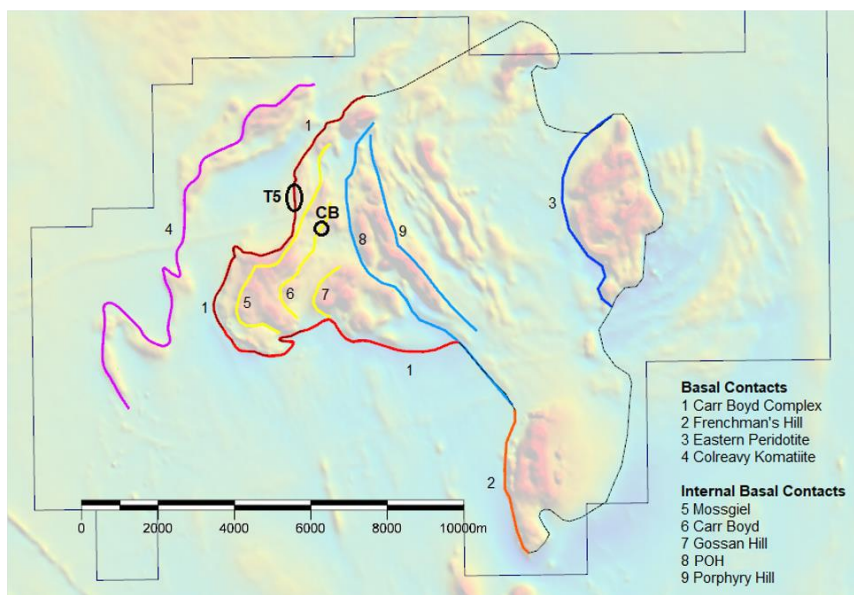 1
T5
CB
4
8
9
3
1
5
6
7
1
2
Basal Contacts
1 Carr Boyd Complex
2 Frenchman's Hill
3 Eastern Peridotite
4 Colreavy Komatiite
Internal Basal Contacts
5 Mossgiel
6 Carr Boyd
7 Gossan Hill
8 POH
9 Porphyry Hill
0 2000 4000 6000 8000 10000m